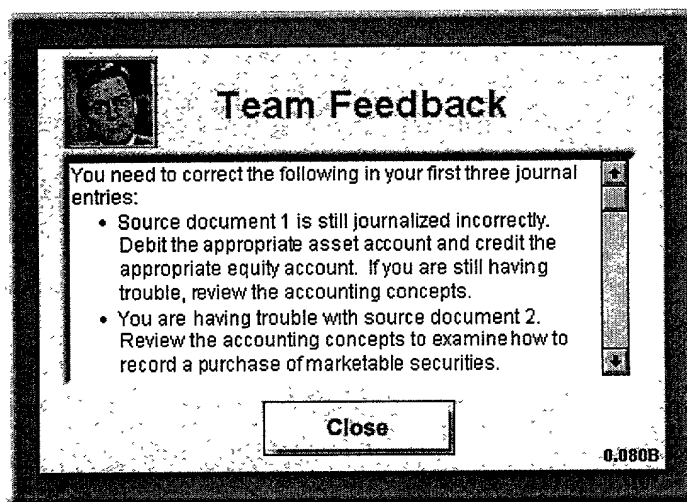 Team Feedback
You need to correct the following in your first three journal
entries:
• Source document 1 is still journalized incorrectly.
Debit the appropriate asset account and credit the
appropriate equity account. If you are still having
trouble, review the accounting concepts.
• You are having trouble with source document 2.
Review the accounting concepts to examine how to
record a purchase of marketable securities.
Close
0.080B